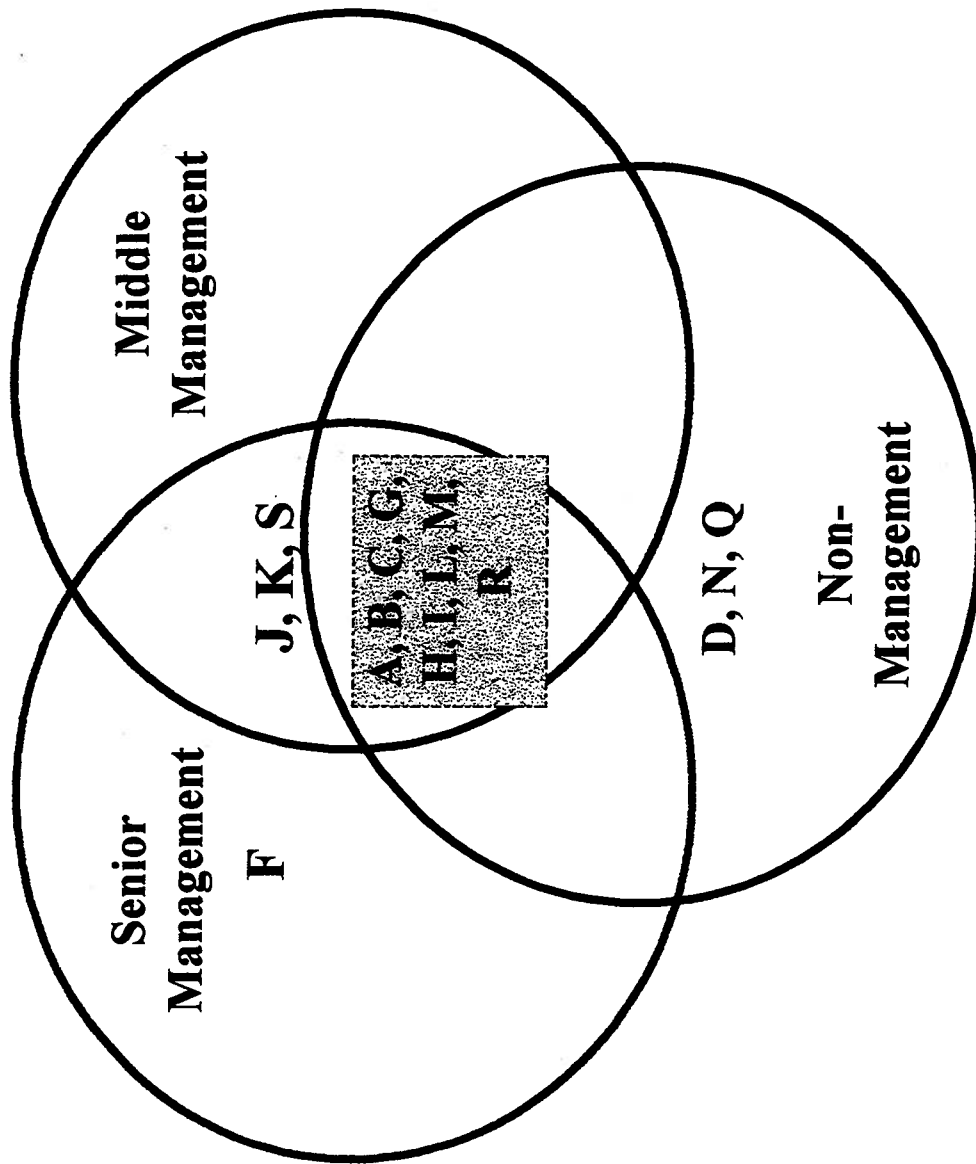 Senior
Management
F
Middle
Management
J, K, S
A, B, C, G,
H, I, L, M,
R
D, N, Q
Non-
Management